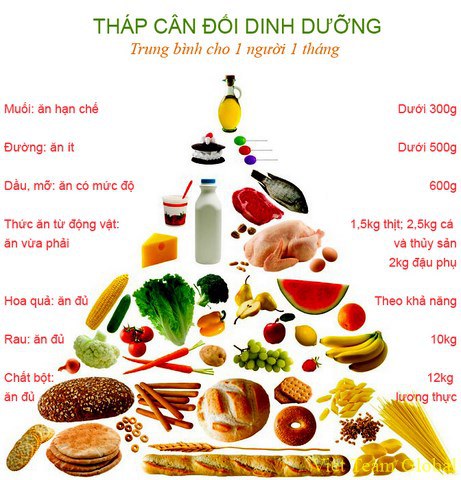 THÁP CÂN ĐỐI DINH DƯỠNG
Trung bình cho 1 người 1 tháng
Muối: ăn hạn chế
Dưới 300g
Đường: ăn ít
Dưới 500g
Dầu, mỡ: ăn có mức độ
600g
Thức ăn từ động vật:
ăn vừa phải
1,5kg thịt; 2,5kg cá
và thủy sản
2kg đậu phụ
Hoa quả: ăn đủ
Theo khả năng
Rau: ăn đủ
10kg
Chất bột:
ăn đủ
12kg
lương thực
Viet Team Global